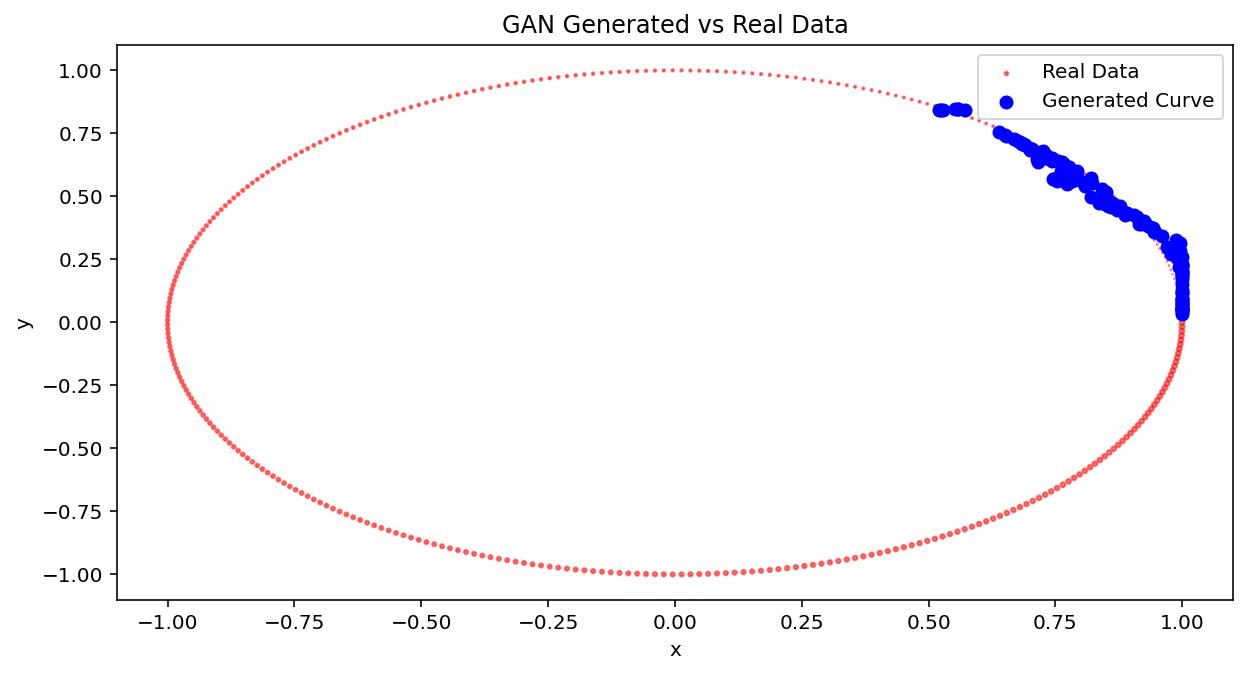 GAN Generated vs Real Data
Real Data
Generated Curve
1.00
0.75
0.50
0.25
0.00
−0.25
−0.50
−0.75
−1.00
y
−1.00 −0.75 −0.50 −0.25 0.00 0.25 0.50 0.75 1.00
x